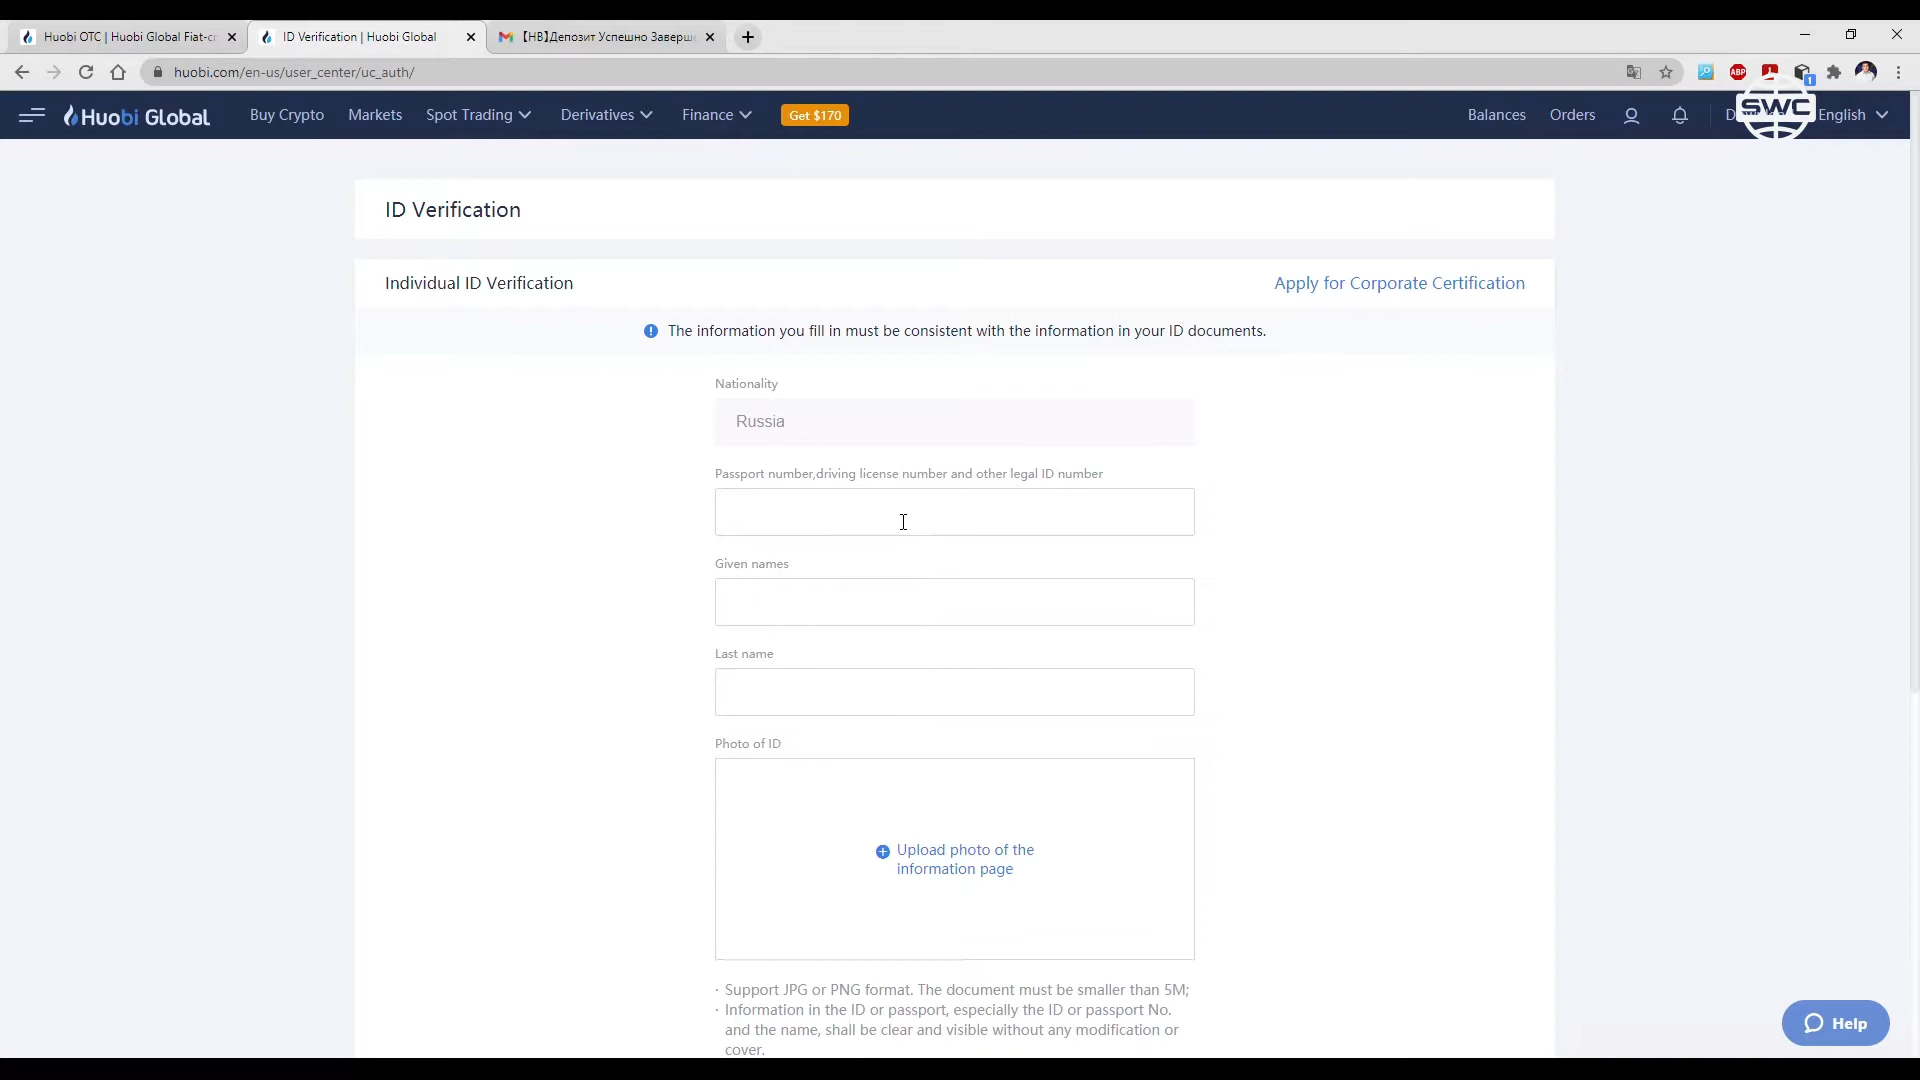 Huobi OTC | Huobi Global Fiat-cr
ID Verification | Huobi Global
【HB】Депозит Успешно Заверше
huobi.com/en-us/user_center/uc_auth/
ABP
1
Huobi Global
Buy Crypto
Markets
Spot Trading
Derivatives
Finance
Get $170
Balances
Orders
SWC
English
ID Verification
Individual ID Verification
Apply for Corporate Certification
The information you fill in must be consistent with the information in your ID documents.
Nationality
Russia
Passport number,driving license number and other legal ID number
Given names
Last name
Photo of ID
Upload photo of the
information page
· Support JPG or PNG format. The document must be smaller than 5M;
· Information in the ID or passport, especially the ID or passport No.
and the name, shall be clear and visible without any modification or
cover.
Help